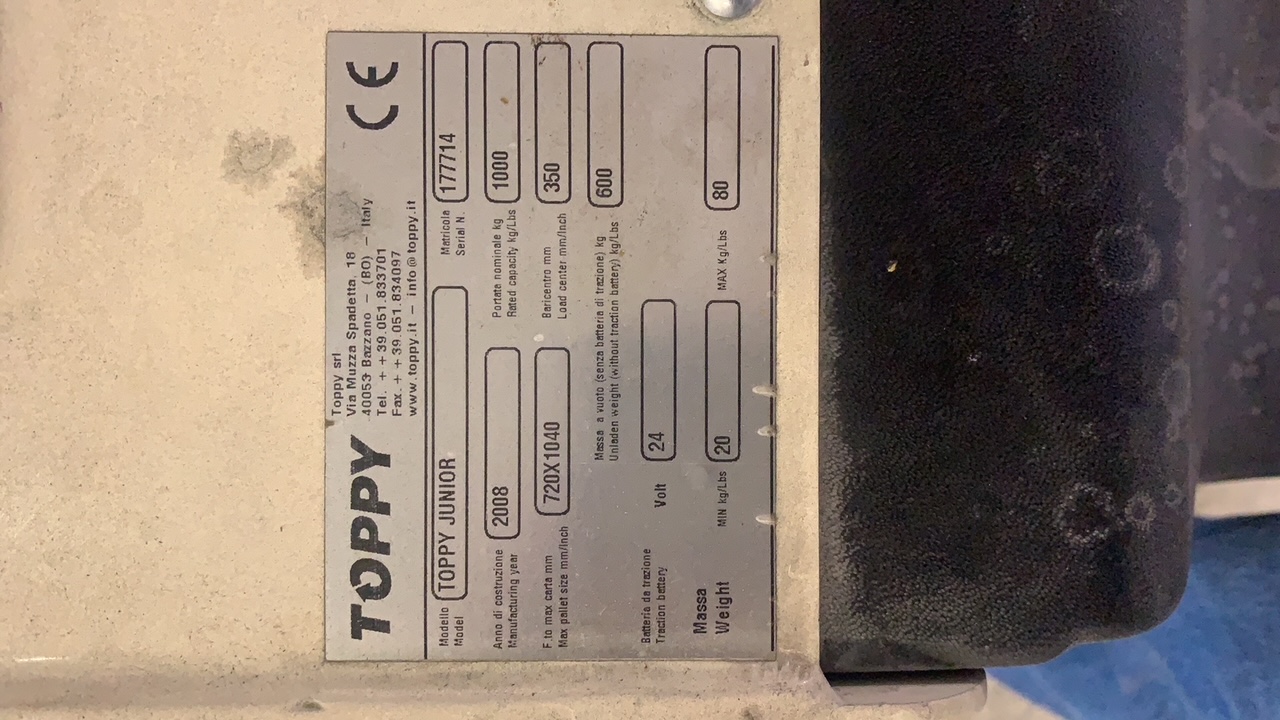 TOPPY
Toppy srl
Via Muzza Spadetta, 18
40053 Bazzano – (BO) – Italy
Tel. ++39.051.833701
Fax. ++39.051.834097
www.toppy.it – info@toppy.it
CE
Modello TOPPY JUNIOR Matricola 177714
Model Serial N.
Anno di costruzione 2008 Portata nominale kg 1000
Manufacturing year Rated capacity kg/Lbs
F.to max carta mm 720X1040 Baricentro mm 350
Max pallet size mm/Inch Load center mm/Inch
Massa a vuoto (senza batteria di trazione) kg 600
Unladen weight (without traction battery) kg/Lbs
Batteria da trazione Volt 24
Traction battery
Massa
Weight MIN kg/Lbs 20 MAX Kg/Lbs 80